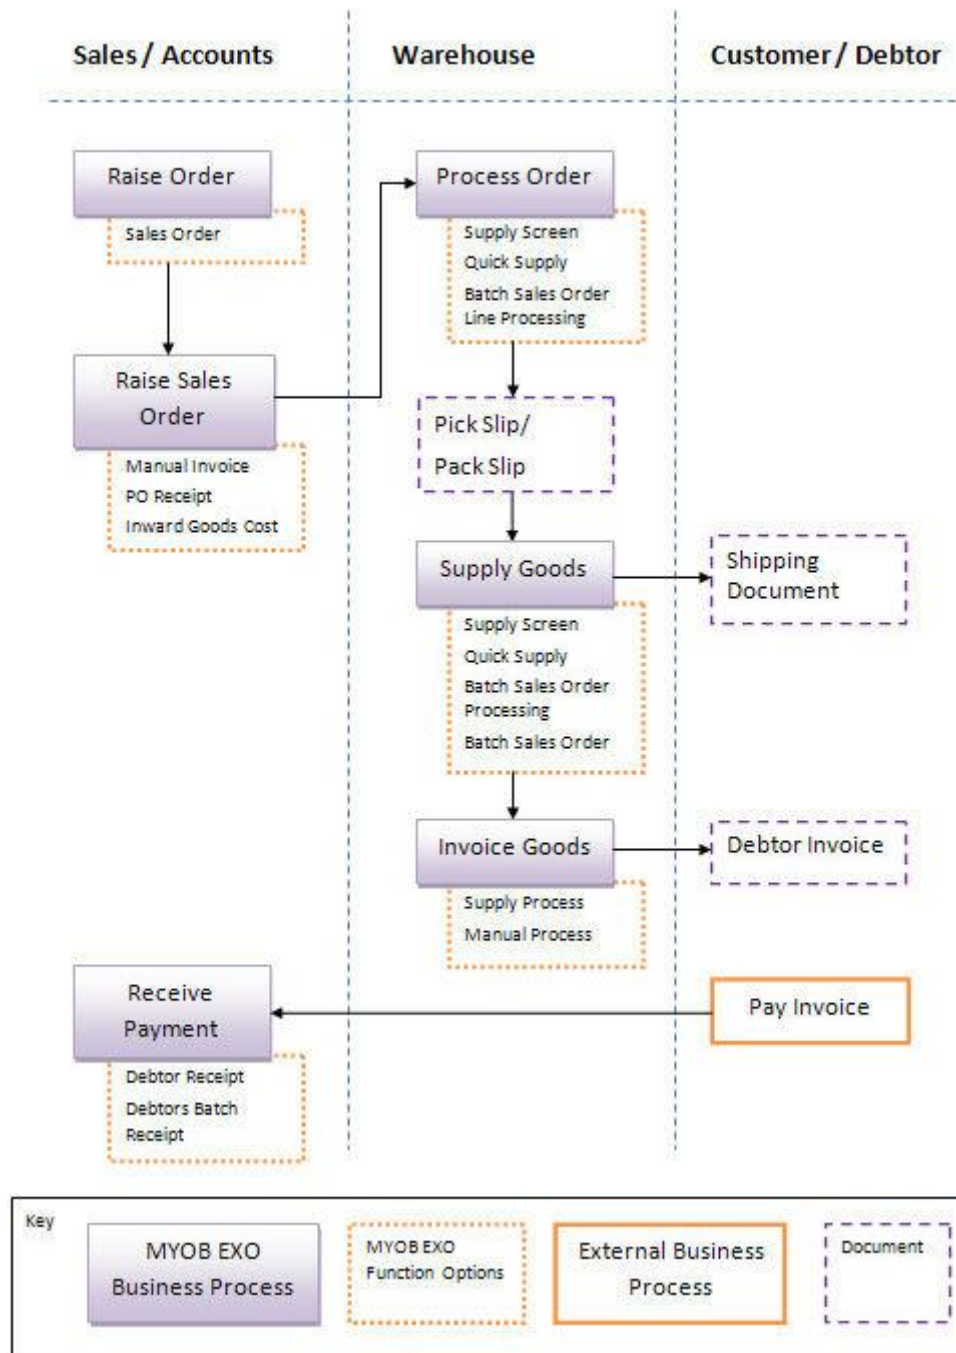 Sales / Accounts
Warehouse
Customer / Debtor
Raise Order
Sales Order
Process Order
Supply Screen
Quick Supply
Batch Sales Order
Line Processing
Raise Sales
Order
Manual Invoice
PO Receipt
Inward Goods Cost
Pick Slip/
Pack Slip
Supply Goods
Supply Screen
Quick Supply
Batch Sales Order
Processing
Batch Sales Order
Shipping
Document
Invoice Goods
Supply Process
Manual Process
Debtor Invoice
Receive
Payment
Debtor Receipt
Debtors Batch
Receipt
Pay Invoice
Key
MYOB EXO
Business Process
MYOB EXO
Function Options
External Business
Process
Document